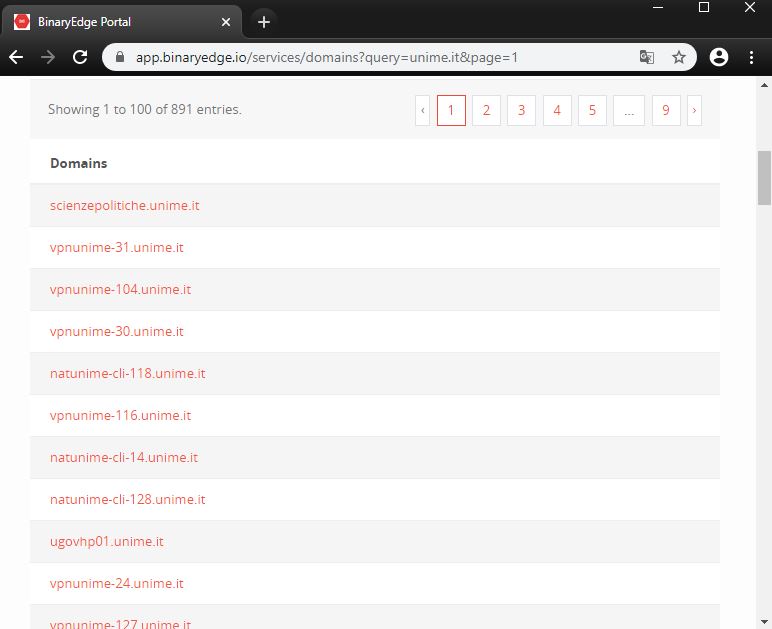 BinaryEdge Portal
app.binaryedge.io/services/domains?query=unime.it&page=1
Showing 1 to 100 of 891 entries.
‹ 1 2 3 4 5 ... 9 ›
Domains
scienzepolitiche.unime.it
vpnunime-31.unime.it
vpnunime-104.unime.it
vpnunime-30.unime.it
natunime-cli-118.unime.it
vpnunime-116.unime.it
natunime-cli-14.unime.it
natunime-cli-128.unime.it
ugovhp01.unime.it
vpnunime-24.unime.it
vpnunime-127.unime.it